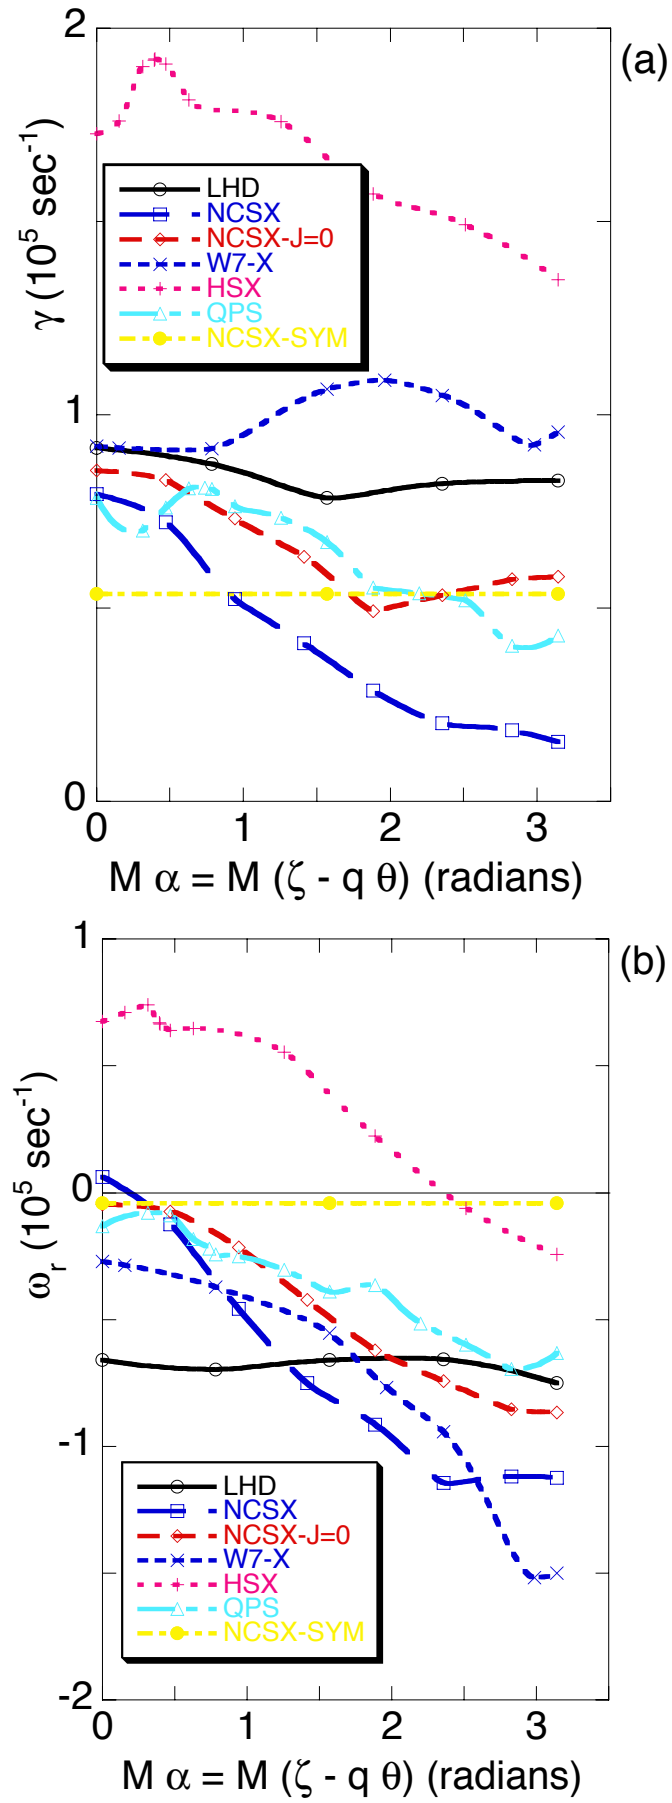 (a)
2
1
0
γ (10⁵ sec⁻¹)
LHD
NCSX
NCSX-J=0
W7-X
HSX
QPS
NCSX-SYM
0 1 2 3
M α = M (ζ - q θ) (radians)
(b)
1
0
-1
-2
ωᵣ (10⁵ sec⁻¹)
LHD
NCSX
NCSX-J=0
W7-X
HSX
QPS
NCSX-SYM
0 1 2 3
M α = M (ζ - q θ) (radians)